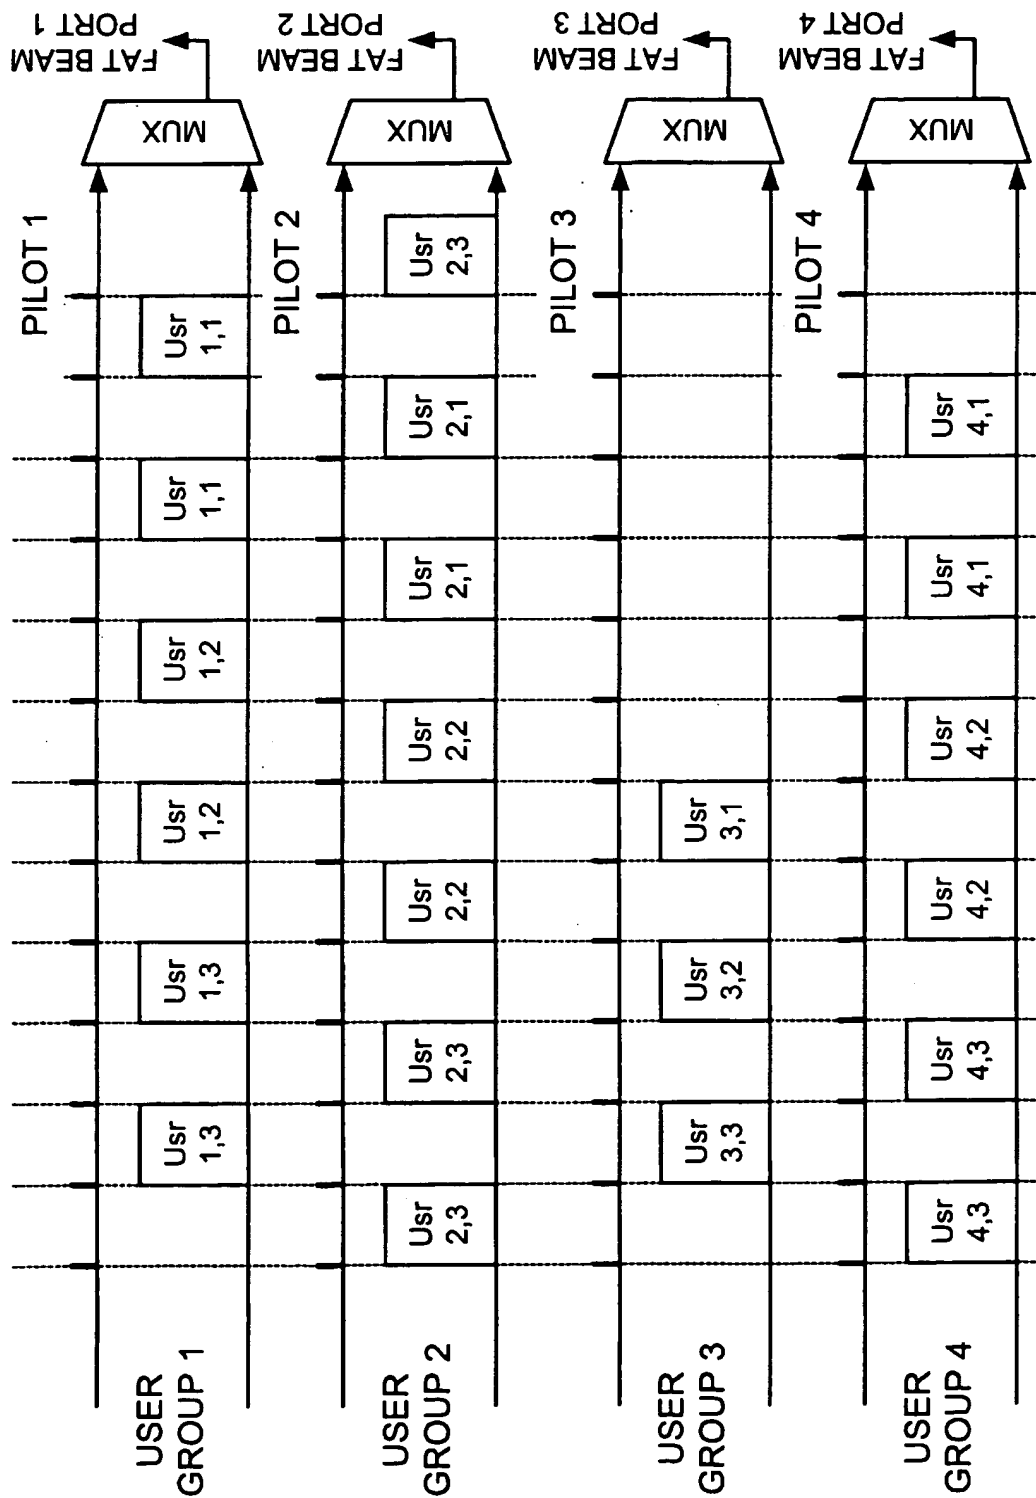 PILOT 1
USER
GROUP 1
Usr
1,3
Usr
1,3
Usr
1,2
Usr
1,2
Usr
1,1
Usr
1,1
MUX
FAT BEAM
PORT 1
PILOT 2
USER
GROUP 2
Usr
2,3
Usr
2,3
Usr
2,2
Usr
2,2
Usr
2,1
Usr
2,1
Usr
2,3
MUX
FAT BEAM
PORT 2
PILOT 3
USER
GROUP 3
Usr
3,3
Usr
3,2
Usr
3,1
MUX
FAT BEAM
PORT 3
PILOT 4
USER
GROUP 4
Usr
4,3
Usr
4,3
Usr
4,2
Usr
4,2
Usr
4,1
Usr
4,1
MUX
FAT BEAM
PORT 4